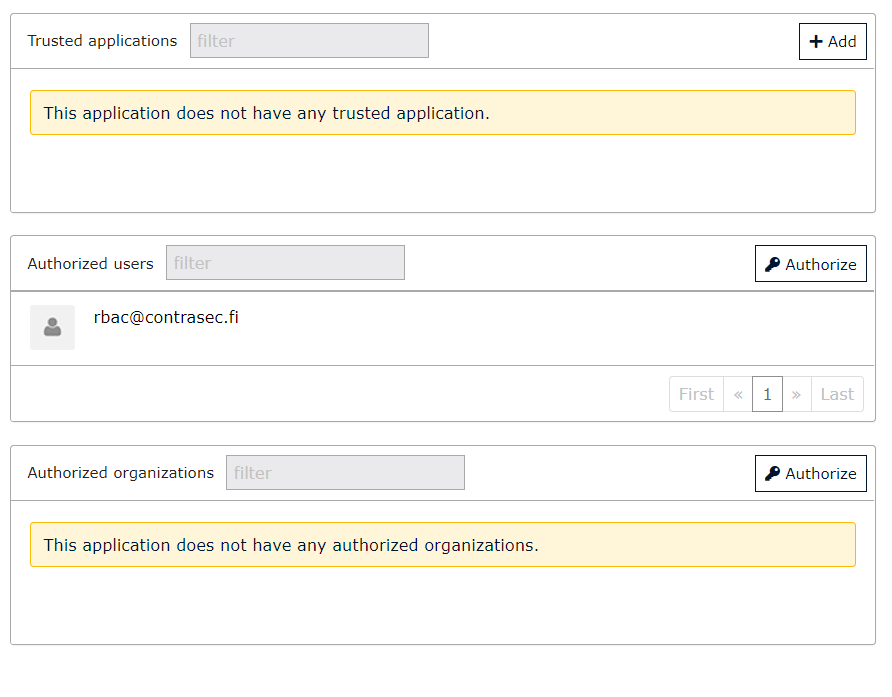 Trusted applications filter + Add
This application does not have any trusted application.
Authorized users filter Authorize
rbac@contrasec.fi
First « 1 » Last
Authorized organizations filter Authorize
This application does not have any authorized organizations.